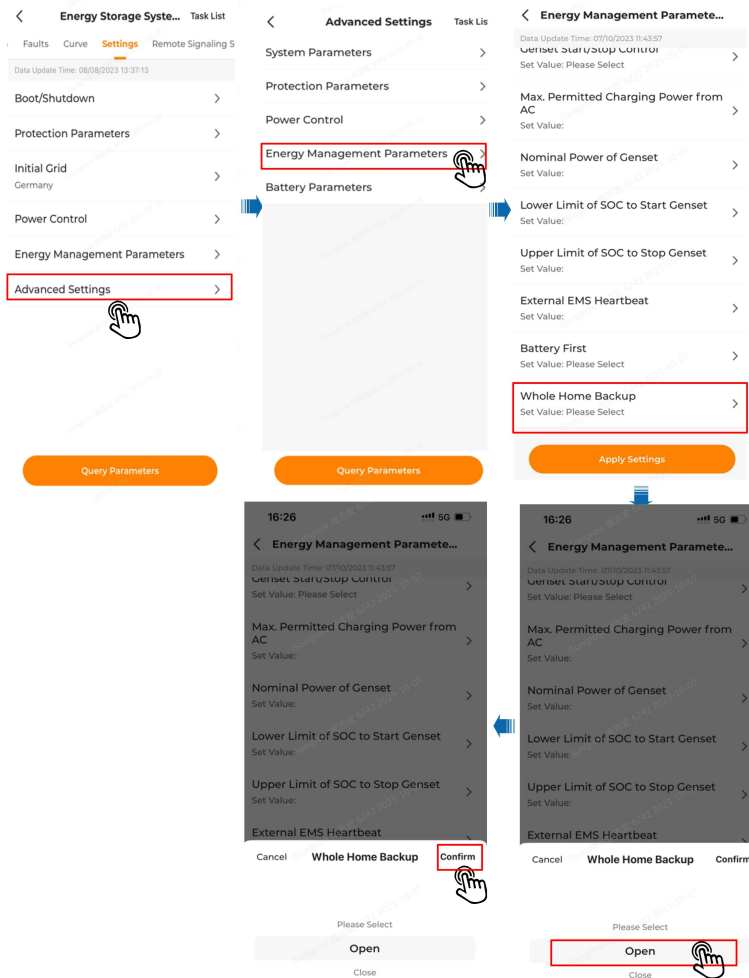 Energy Storage Syste... Task List
Faults Curve Settings Remote Signaling S
Data Update Time: 08/08/2023 13:37:13
Boot/Shutdown
Protection Parameters
Initial Grid
Germany
Power Control
Energy Management Parameters
Advanced Settings
Query Parameters
Advanced Settings Task Lis
System Parameters
Protection Parameters
Power Control
Energy Management Parameters
Battery Parameters
Query Parameters
Energy Management Paramete...
Data Update Time: 07/10/2023 11:43:57
Genset Start/Stop Control
Set Value: Please Select
Max. Permitted Charging Power from
AC
Set Value:
Nominal Power of Genset
Set Value:
Lower Limit of SOC to Start Genset
Set Value:
Upper Limit of SOC to Stop Genset
Set Value:
External EMS Heartbeat
Set Value:
Battery First
Set Value: Please Select
Whole Home Backup
Set Value: Please Select
Apply Settings
16:26 5G
Energy Management Paramete...
Data Update Time: 07/10/2023 11:43:57
Genset Start/Stop Control
Set Value: Please Select
Max. Permitted Charging Power from
AC
Set Value:
Nominal Power of Genset
Set Value:
Lower Limit of SOC to Start Genset
Set Value:
Upper Limit of SOC to Stop Genset
Set Value:
External EMS Heartbeat
Cancel Whole Home Backup Confirm
Please Select
Open
Close
16:26 5G
Energy Management Paramete...
Data Update Time: 07/10/2023 11:43:57
Genset Start/Stop Control
Set Value: Please Select
Max. Permitted Charging Power from
AC
Set Value:
Nominal Power of Genset
Set Value:
Lower Limit of SOC to Start Genset
Set Value:
Upper Limit of SOC to Stop Genset
Set Value:
External EMS Heartbeat
Cancel Whole Home Backup Confirm
Please Select
Open
Close